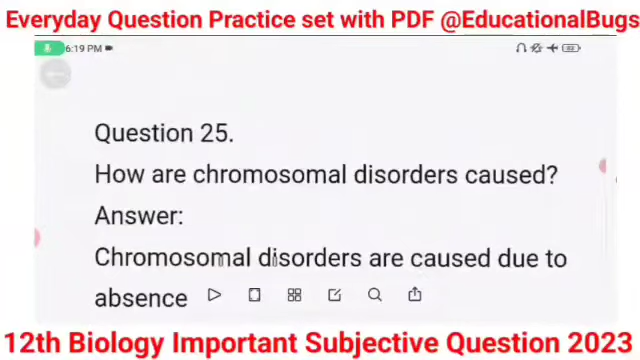 Everyday Question Practice set with PDF @EducationalBugs
6:19 PM
Question 25.
How are chromosomal disorders caused?
Answer:
Chromosomal disorders are caused due to
absence
12th Biology Important Subjective Question 2023